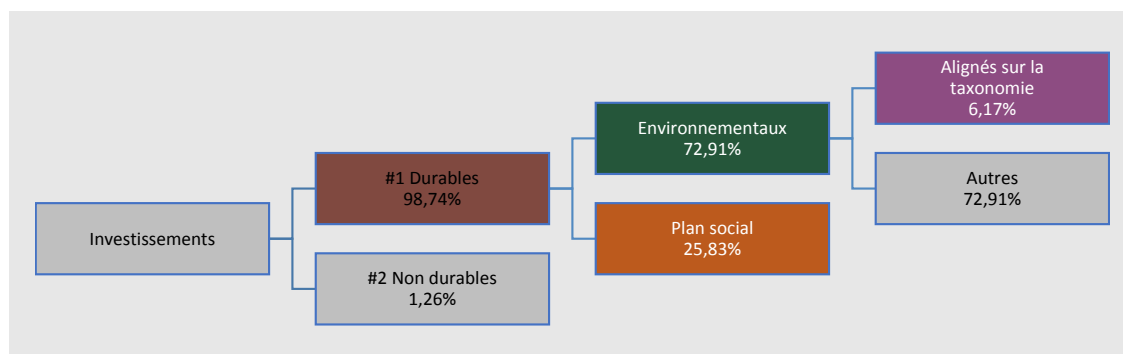 Investissements
#1 Durables
98,74%
#2 Non durables
1,26%
Environnementaux
72,91%
Plan social
25,83%
Alignés sur la
taxonomie
6,17%
Autres
72,91%